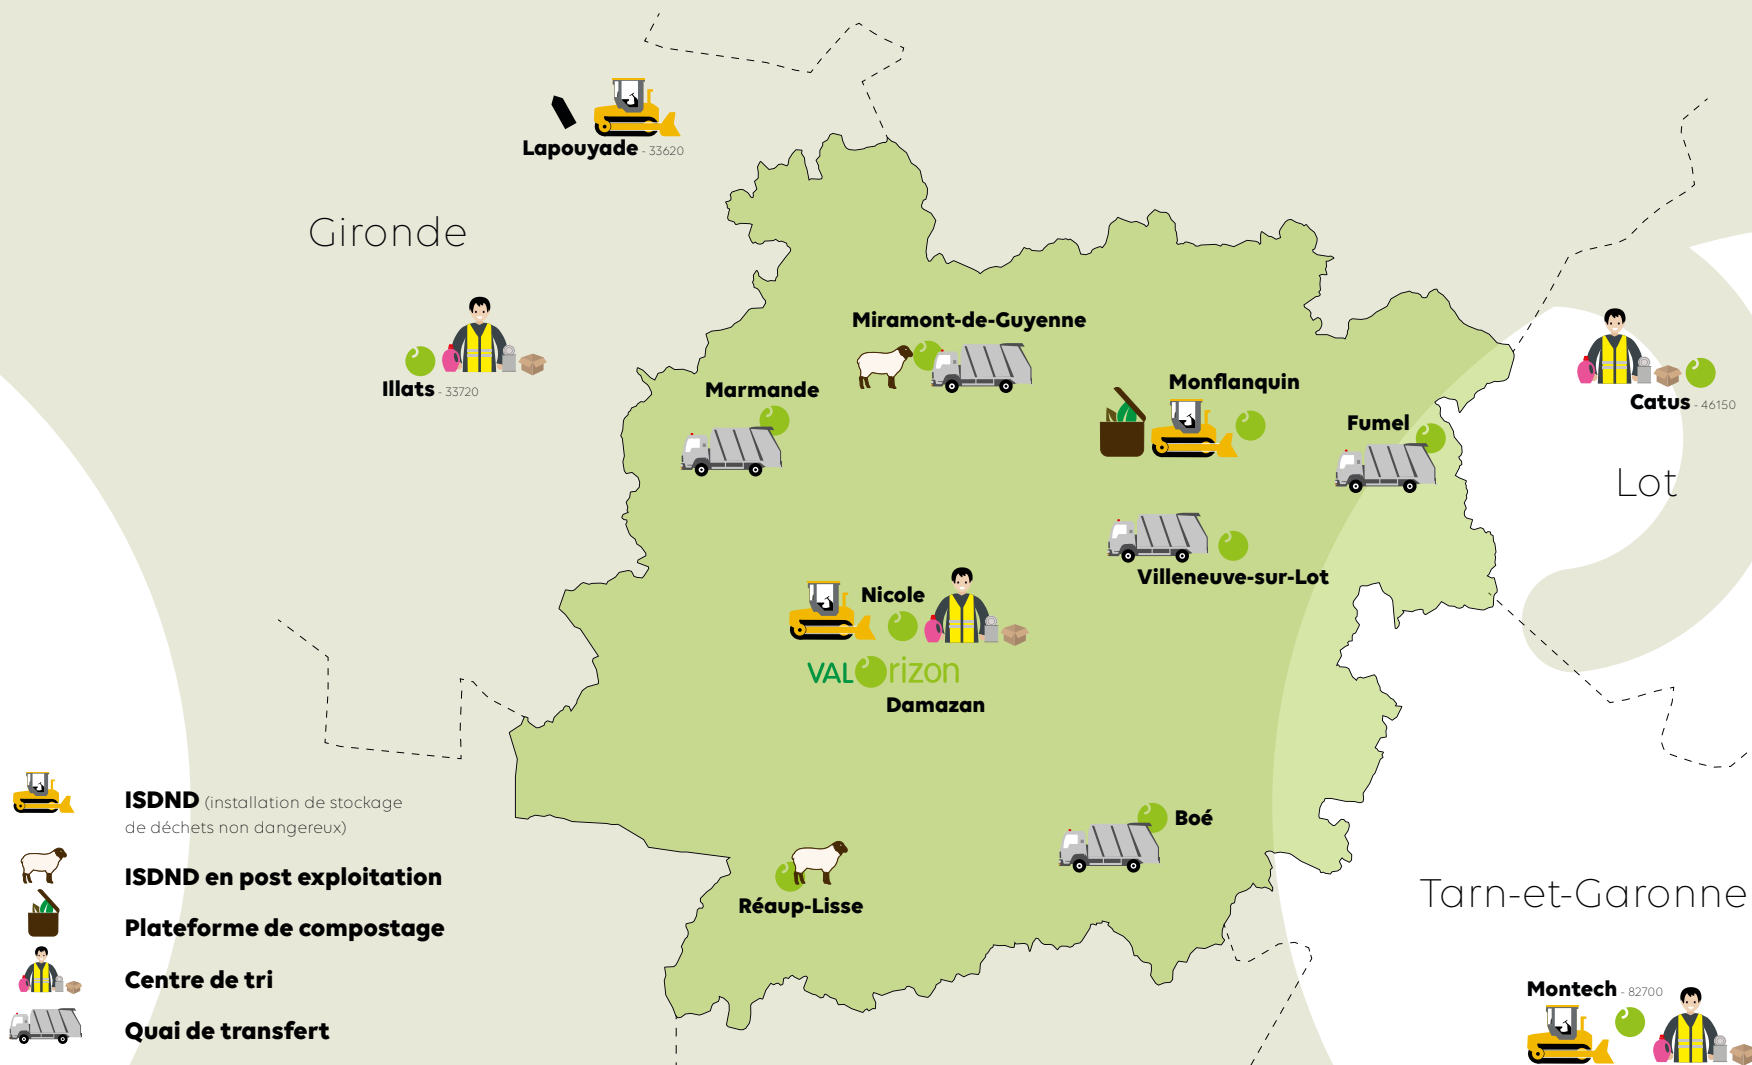 Lapouyade - 33620
Gironde
Miramont-de-Guyenne
Illats - 33720
Marmande
Monflanquin
Catus - 46150
Fumel
Lot
Villeneuve-sur-Lot
Nicole
VALOrizon
Damazan
ISDND (installation de stockage
de déchets non dangereux)
ISDND en post exploitation
Plateforme de compostage
Centre de tri
Quai de transfert
Boé
Réaup-Lisse
Tarn-et-Garonne
Montech - 82700